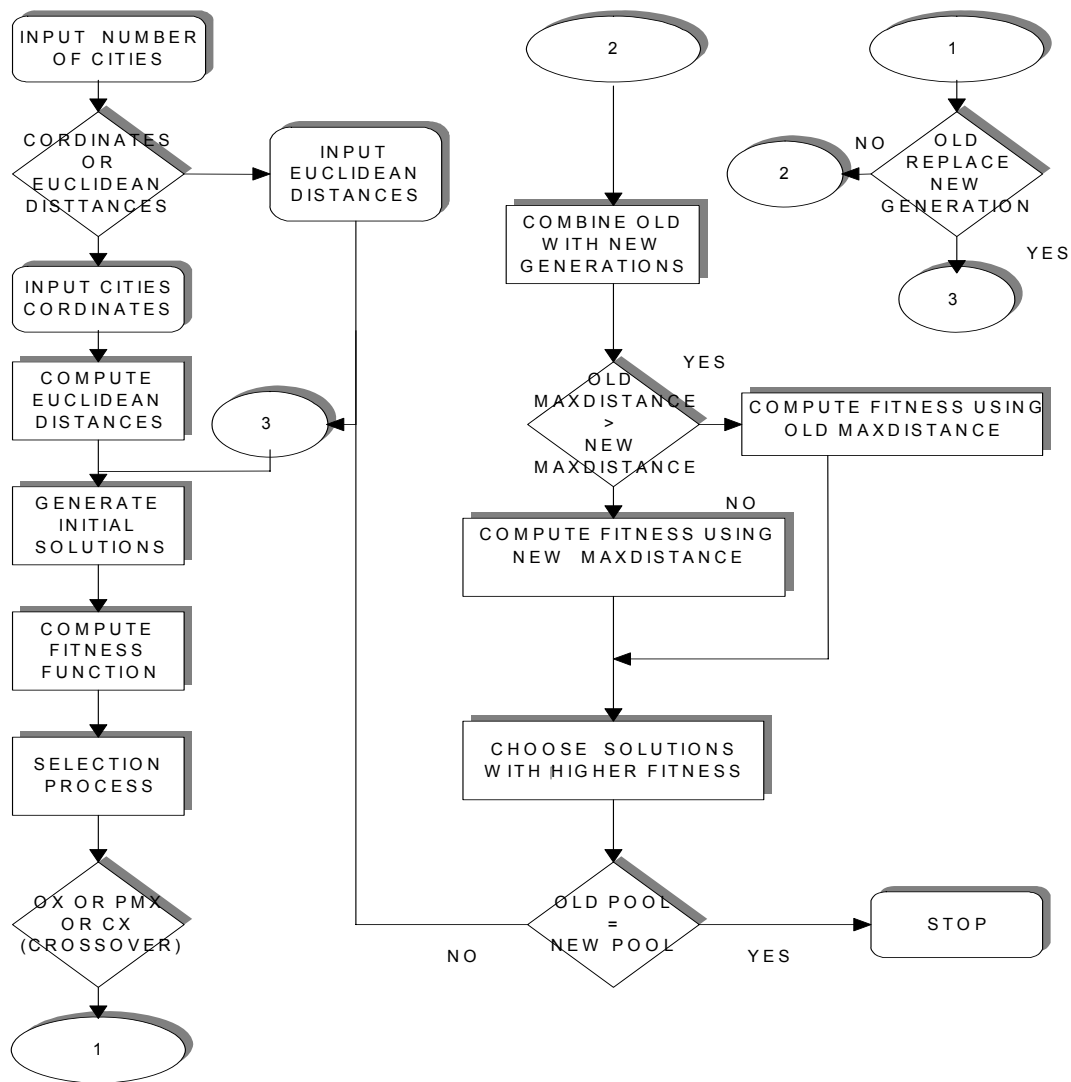 INPUT NUMBER
OF CITIES
CORDINATES
OR
EUCLIDEAN
DISTTANCES
INPUT
EUCLIDEAN
DISTANCES
INPUT CITIES
CORDINATES
COMPUTE
EUCLIDEAN
DISTANCES
3
GENERATE
INITIAL
SOLUTIONS
COMPUTE
FITNESS
FUNCTION
SELECTION
PROCESS
OX OR PMX
OR CX
(CROSSOVER)
1
2
COMBINE OLD
WITH NEW
GENERATIONS
OLD
MAXDISTANCE
>
NEW
MAXDISTANCE
YES
COMPUTE FITNESS USING
OLD MAXDISTANCE
NO
COMPUTE FITNESS USING
NEW MAXDISTANCE
CHOOSE SOLUTIONS
WITH HIGHER FITNESS
OLD POOL
=
NEW POOL
NO
YES
STOP
1
OLD
REPLACE
NEW
GENERATION
NO
2
YES
3